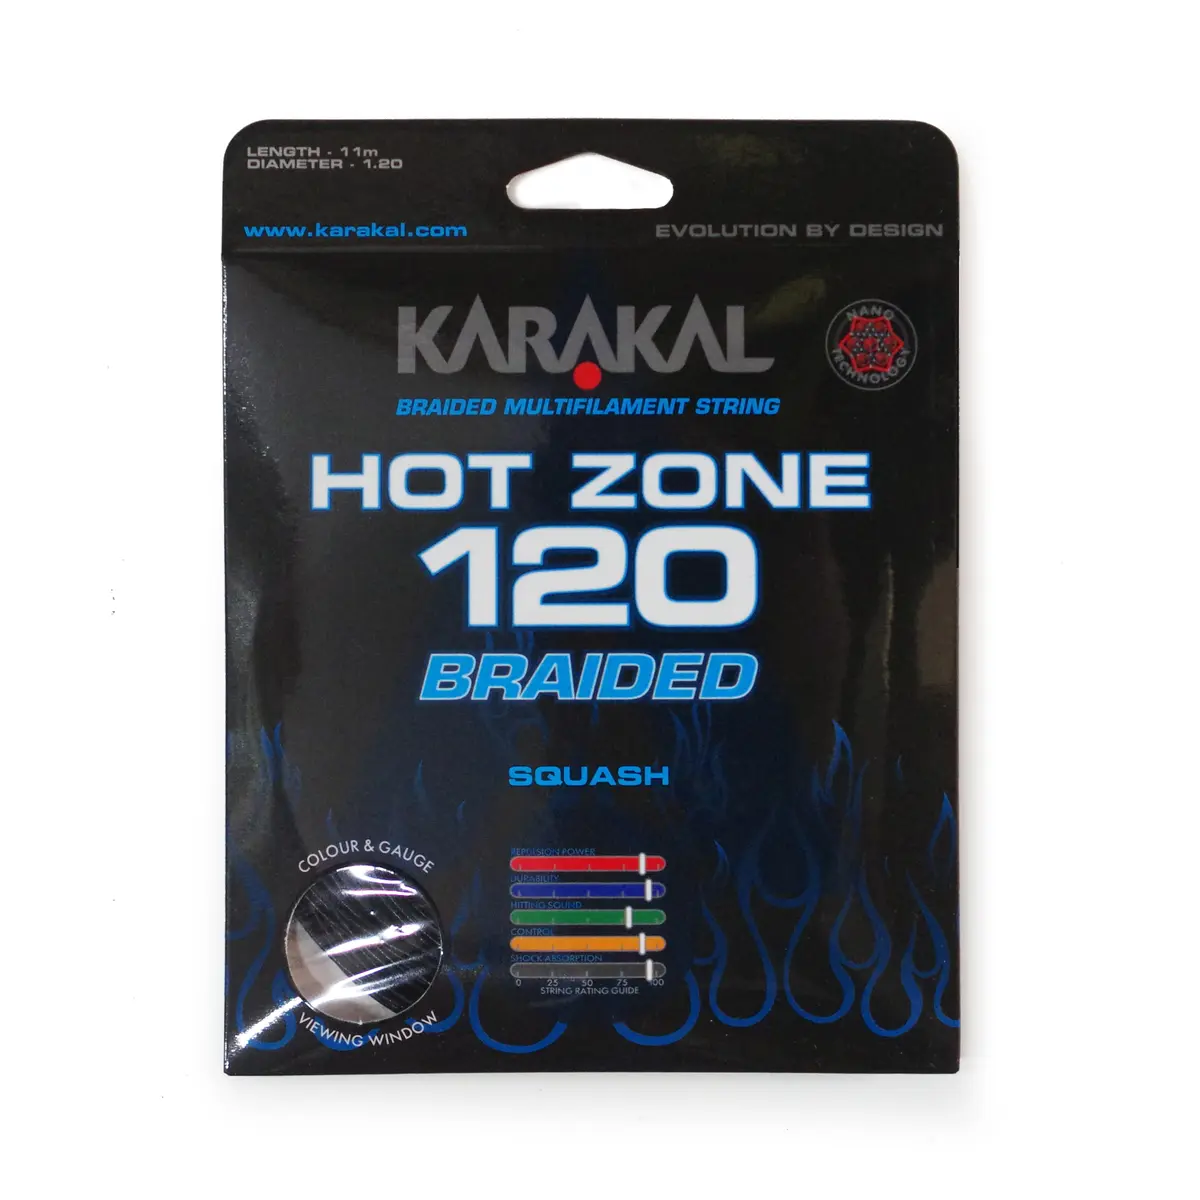 LENGTH - 11m
DIAMETER - 1.20
www.karakal.com
EVOLUTION BY DESIGN
KARAKAL
NANO TECHNOLOGY
BRAIDED MULTIFILAMENT STRING
HOT ZONE
120
BRAIDED
SQUASH
COLOUR & GAUGE
VIEWING WINDOW
REPULSION POWER
DURABILITY
HITTING SOUND
CONTROL
SHOCK ABSORPTION
0 25 50 75 100
STRING RATING GUIDE